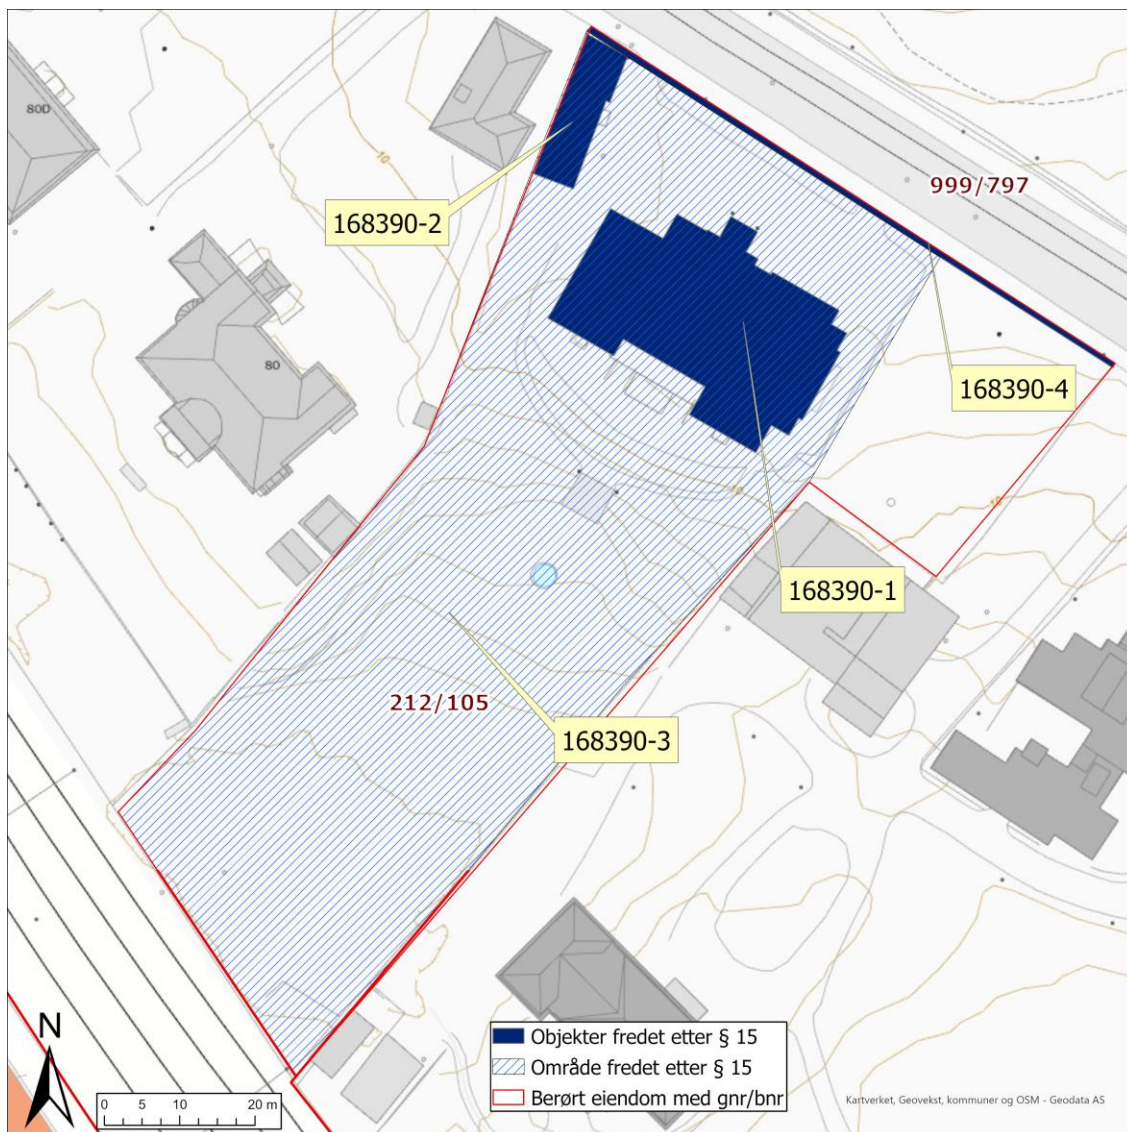 80D
10
999/797
168390-2
80
168390-4
10
168390-1
212/105
168390-3
N
Objekter fredet etter § 15
Område fredet etter § 15
Berørt eiendom med gnr/bnr
0 5 10 20 m
Kartverket, Geovekst, kommuner og OSM - Geodata AS